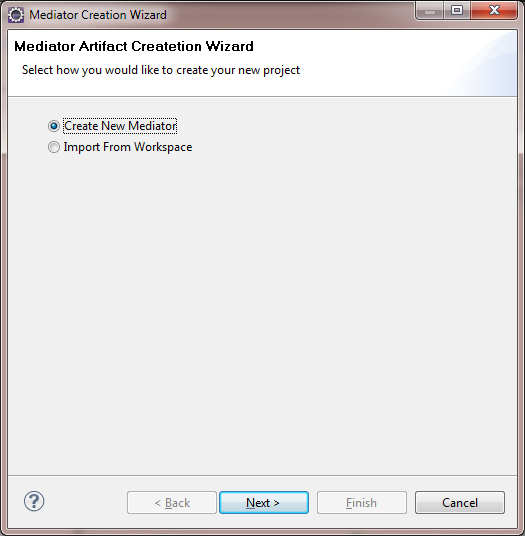 Mediator Creation Wizard
Mediator Artifact Createtion Wizard
Select how you would like to create your new project
Create New Mediator
Import From Workspace
? < Back Next > Finish Cancel